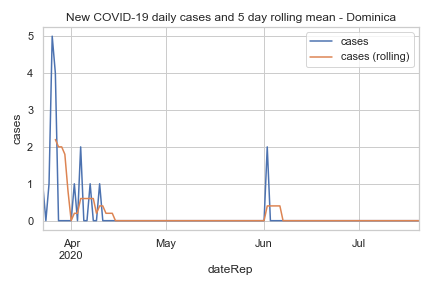 New COVID-19 daily cases and 5 day rolling mean - Dominica
cases
cases (rolling)
cases
5
4
3
2
1
0
Apr
2020
May
Jun
Jul
dateRep